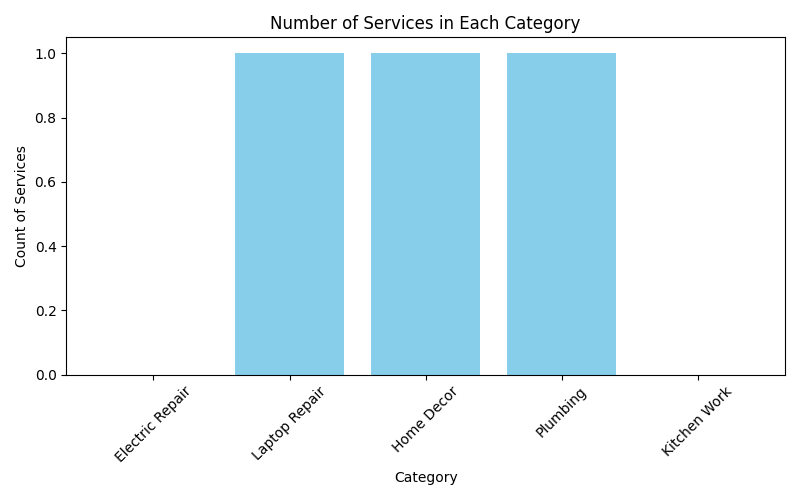 Number of Services in Each Category
Count of Services
1.0
0.8
0.6
0.4
0.2
0.0
Electric Repair
Laptop Repair
Home Decor
Plumbing
Kitchen Work
Category